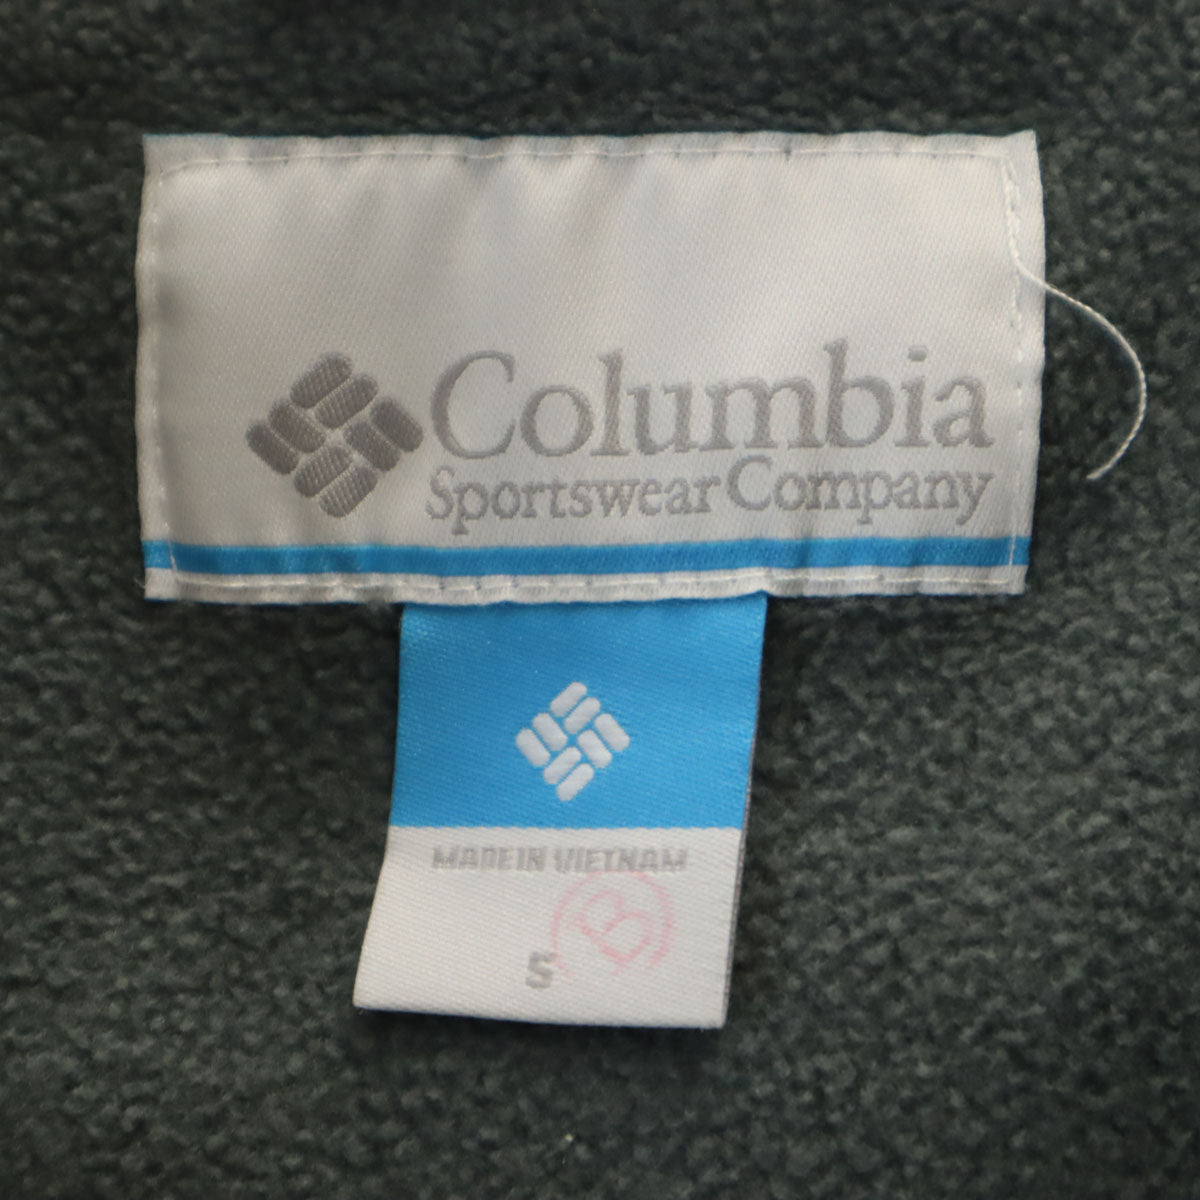 Columbia
Sportswear Company
MADE IN VIETNAM
B
S